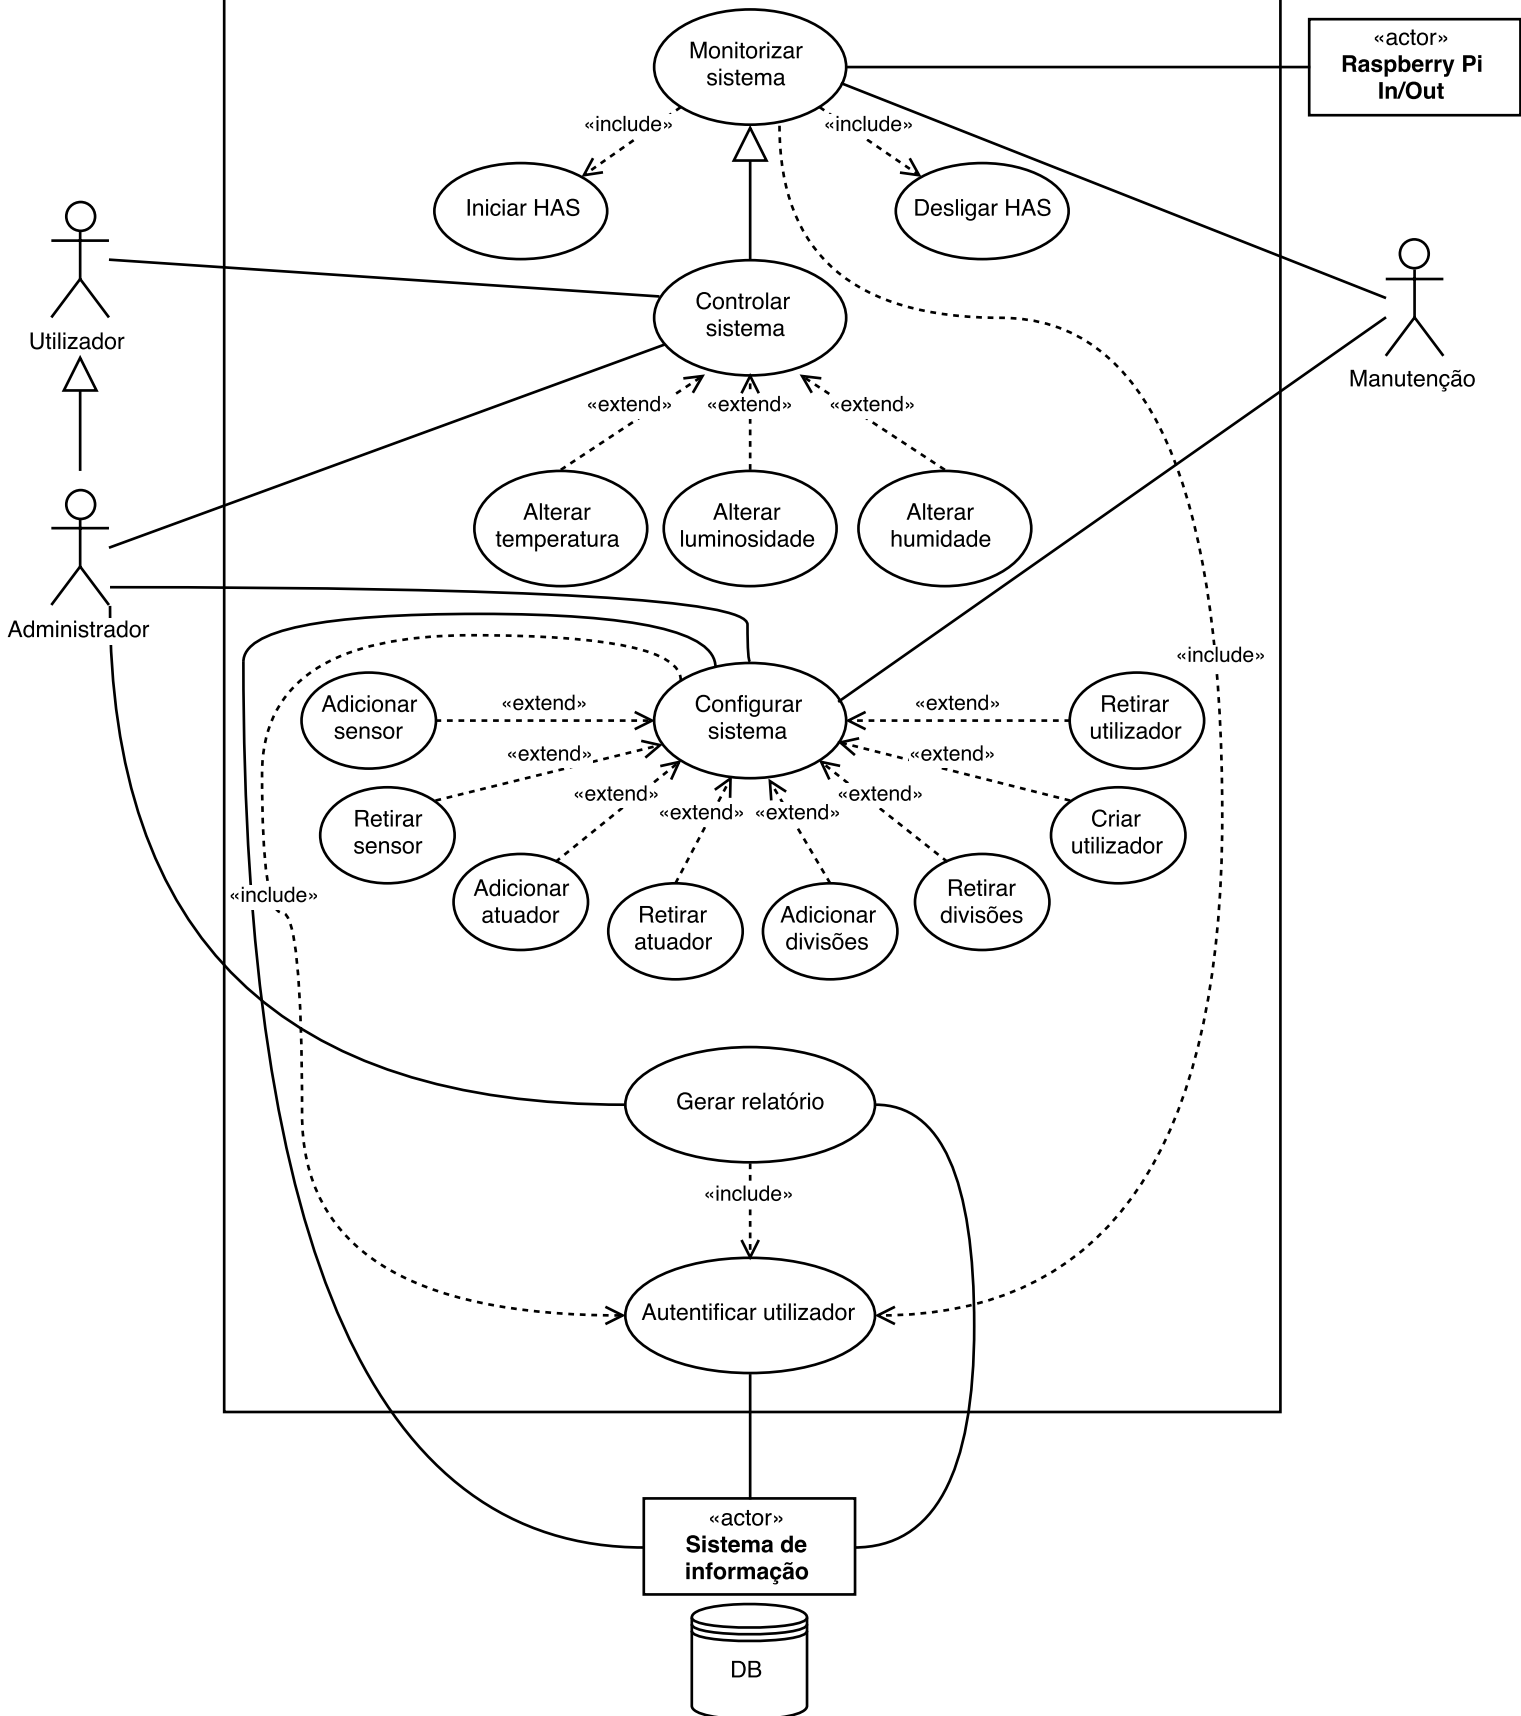 Monitorizar
sistema
«actor»
Raspberry Pi
In/Out
«include»
«include»
Iniciar HAS
Desligar HAS
Utilizador
Controlar
sistema
Manutenção
«extend»
«extend»
«extend»
Alterar
temperatura
Alterar
luminosidade
Alterar
humidade
Administrador
«include»
Adicionar
sensor
«extend»
Configurar
sistema
«extend»
Retirar
utilizador
«extend»
«extend»
Retirar
sensor
«extend»
«extend»
«extend»
«extend»
Criar
utilizador
«include»
Adicionar
atuador
Retirar
atuador
Adicionar
divisões
Retirar
divisões
Gerar relatório
«include»
Autentificar utilizador
«actor»
Sistema de
informação
DB